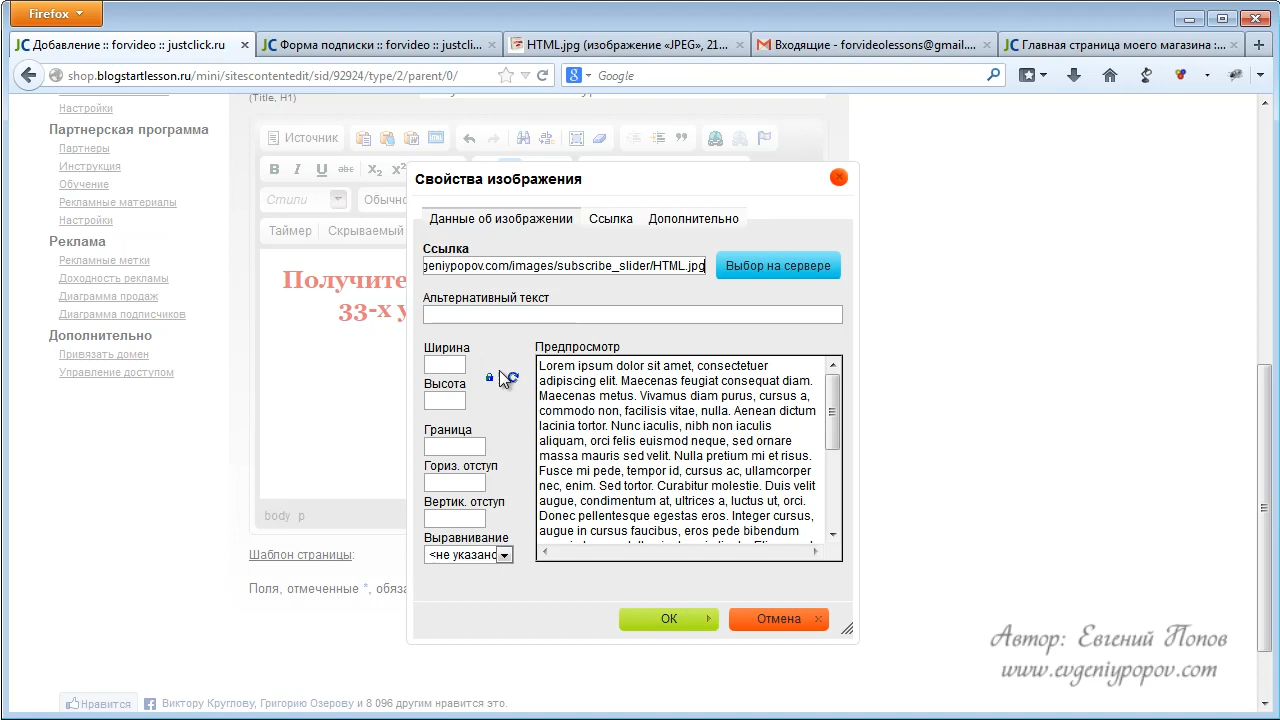 Firefox
Добавление :: forvideo :: justclick.ru
Форма подписки :: forvideo :: justcli...
HTML.jpg (изображение «JPEG», 21...
Входящие - forvideolessons@gmail....
Главная страница моего магазина :...
shop.blogstartlesson.ru/mini/sitescontentedit/sid/92924/type/2/parent/0/
Google
Настройки
Партнерская программа
Партнеры
Инструкция
Обучение
Рекламные материалы
Настройки
Реклама
Рекламные метки
Доходность рекламы
Диаграмма продаж
Диаграмма подписчиков
Дополнительно
Привязать домен
Управление доступом
(Title, H1)
Источник
B I U abc X2 X2
Стили
Обычно
Таймер
Скрываемый
Получите
33-х у
body p
Шаблон страницы:
Поля, отмеченные *, обяза
Свойства изображения
Данные об изображении
Ссылка
Дополнительно
Ссылка
geniypopov.com/images/subscribe_slider/HTML.jpg
Выбор на сервере
Альтернативный текст
Ширина
Высота
Граница
Гориз. отступ
Вертик. отступ
Выравнивание
<не указано
Предпросмотр
Lorem ipsum dolor sit amet, consectetuer
adipiscing elit. Maecenas feugiat consequat diam.
Maecenas metus. Vivamus diam purus, cursus a,
commodo non, facilisis vitae, nulla. Aenean dictum
lacinia tortor. Nunc iaculis, nibh non iaculis
aliquam, orci felis euismod neque, sed ornare
massa mauris sed velit. Nulla pretium mi et risus.
Fusce mi pede, tempor id, cursus ac, ullamcorper
nec, enim. Sed tortor. Curabitur molestie. Duis velit
augue, condimentum at, ultrices a, luctus ut, orci.
Donec pellentesque egestas eros. Integer cursus,
augue in cursus faucibus, eros pede bibendum
ОК
Отмена
Автор: Евгений Попов
www.evgeniypopov.com
Нравится
Виктору Круглову, Григорию Озерову и 8 096 другим нравится это.